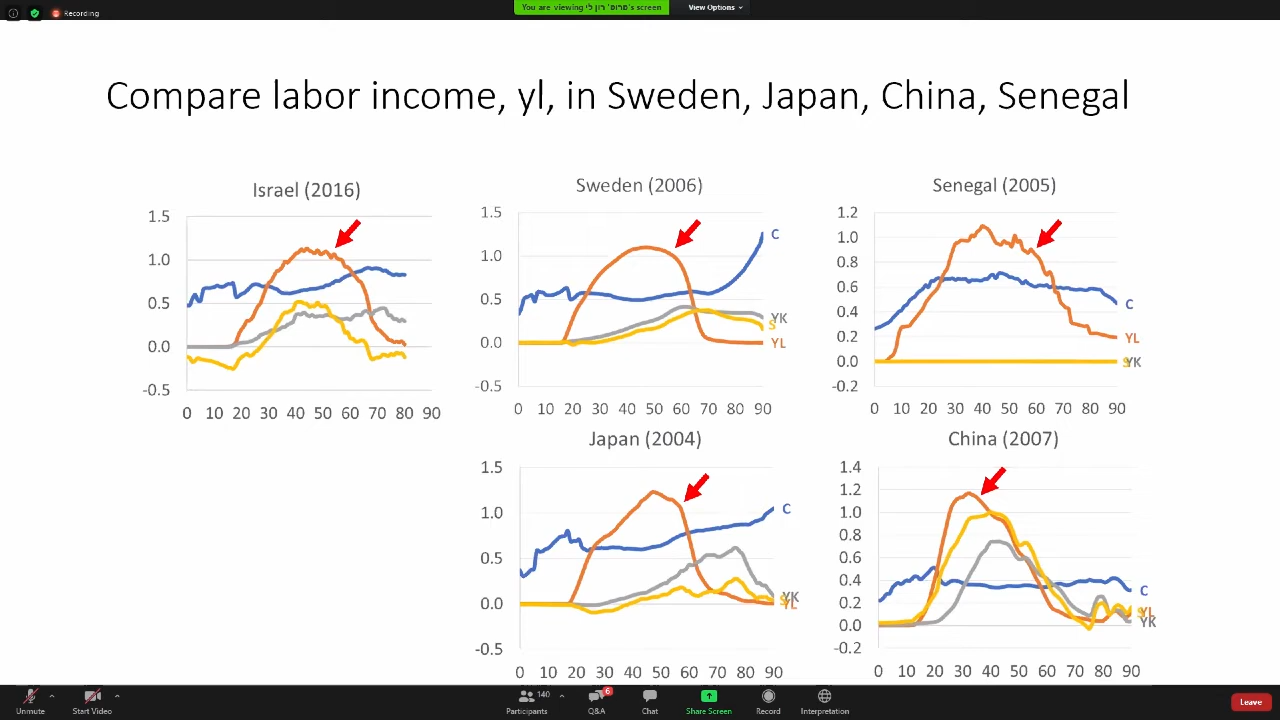 Recording
You are viewing פרופ' רון לי's screen
View Options
Compare labor income, yl, in Sweden, Japan, China, Senegal
Israel (2016)
1.5
1.0
0.5
0.0
-0.5
0 10 20 30 40 50 60 70 80 90
Sweden (2006)
1.5
1.0
0.5
0.0
-0.5
C
YK
S
YL
0 10 20 30 40 50 60 70 80 90
Senegal (2005)
1.2
1.0
0.8
0.6
0.4
0.2
0.0
-0.2
C
YL
S
YK
0 10 20 30 40 50 60 70 80 90
Japan (2004)
1.5
1.0
0.5
0.0
-0.5
C
YK
S
YL
0 10 20 30 40 50 60 70 80 90
China (2007)
1.4
1.2
1.0
0.8
0.6
0.4
0.2
0.0
-0.2
C
S
YL
YK
0 10 20 30 40 50 60 70 80 90
Unmute
Start Video
140
Participants
6
Q&A
Chat
Share Screen
Record
Interpretation
Leave